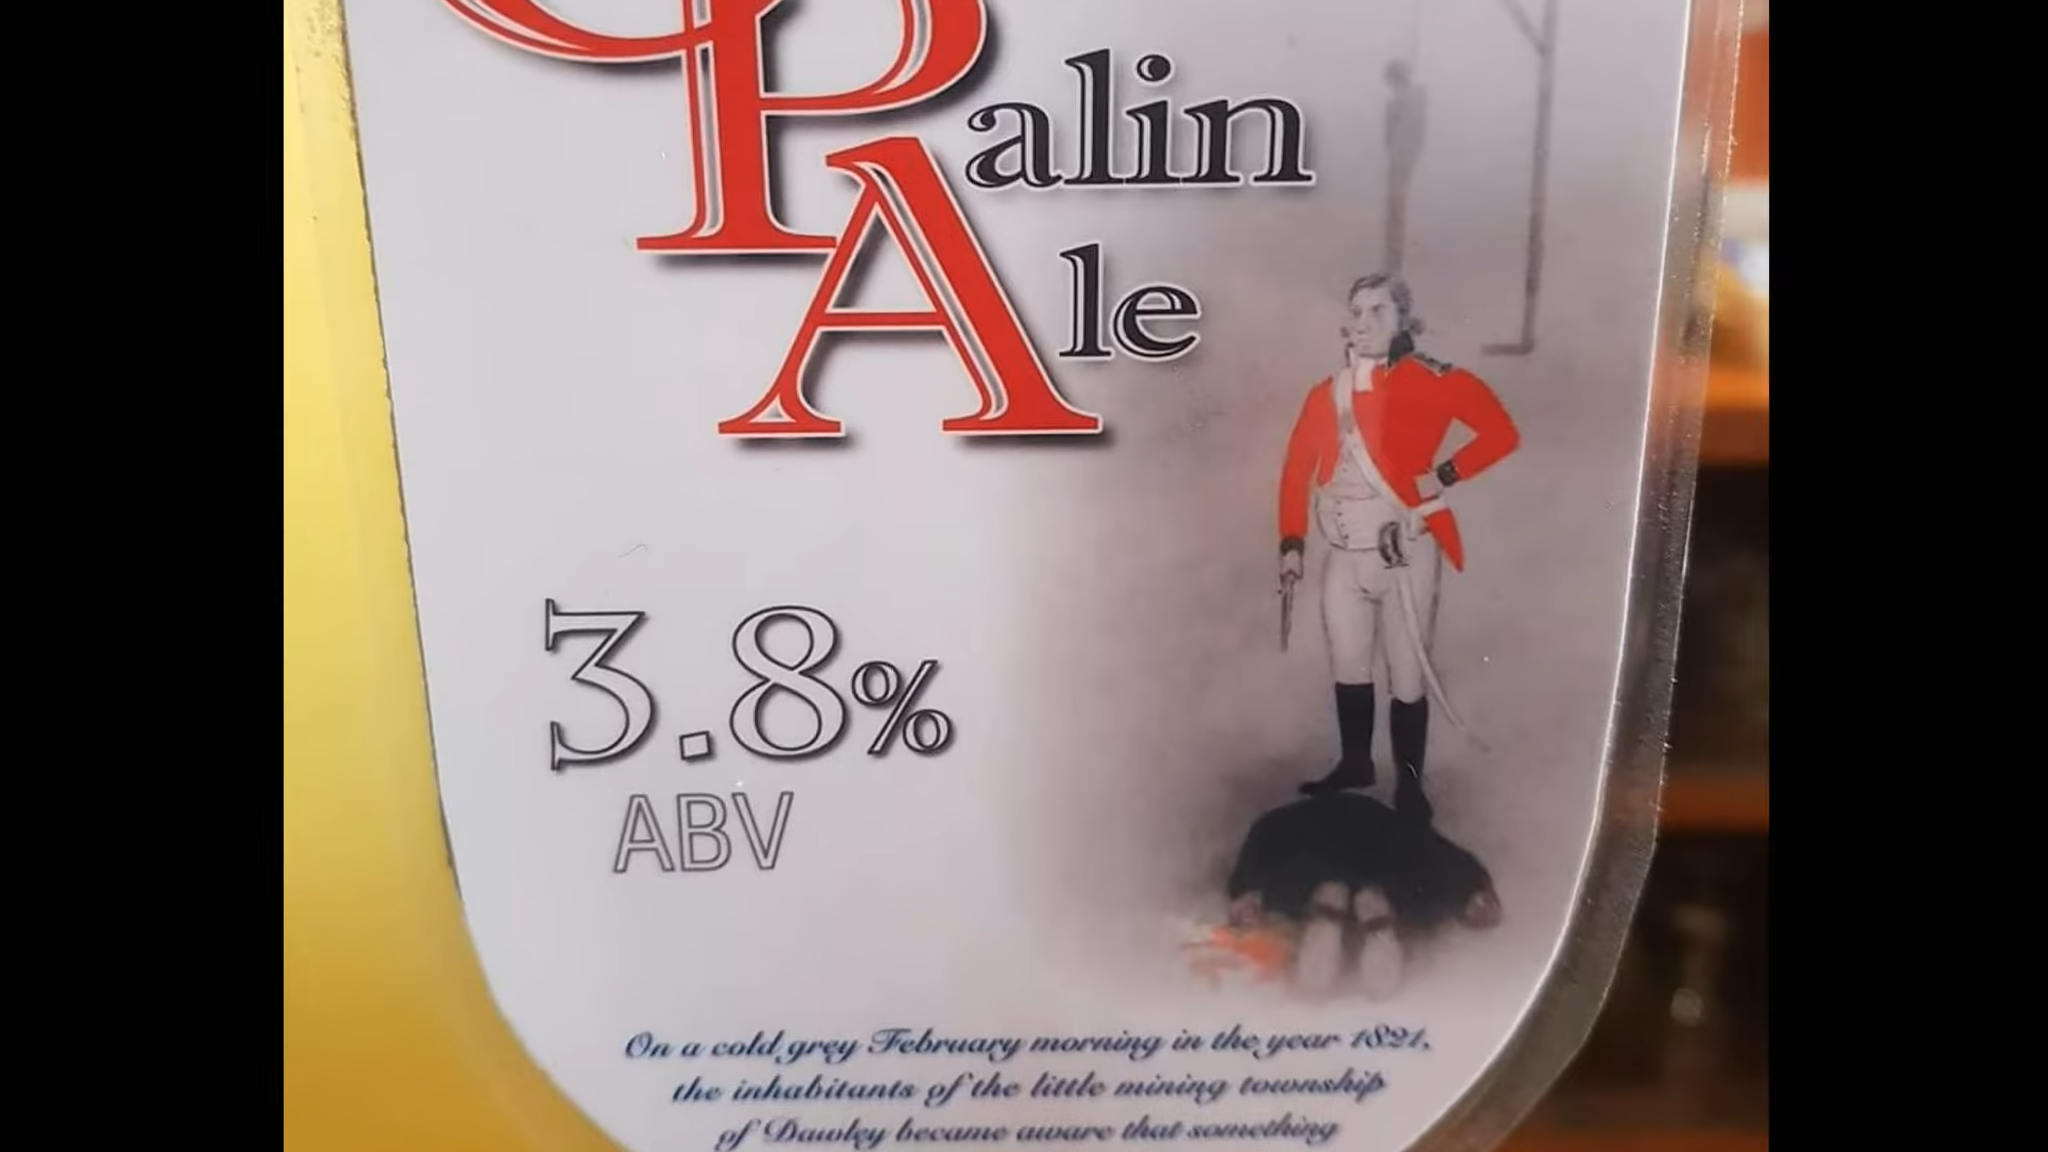 Palin
Ale
3.8%
ABV
On a cold grey February morning in the year 1821,
the inhabitants of the little mining township
of Dawley became aware that something